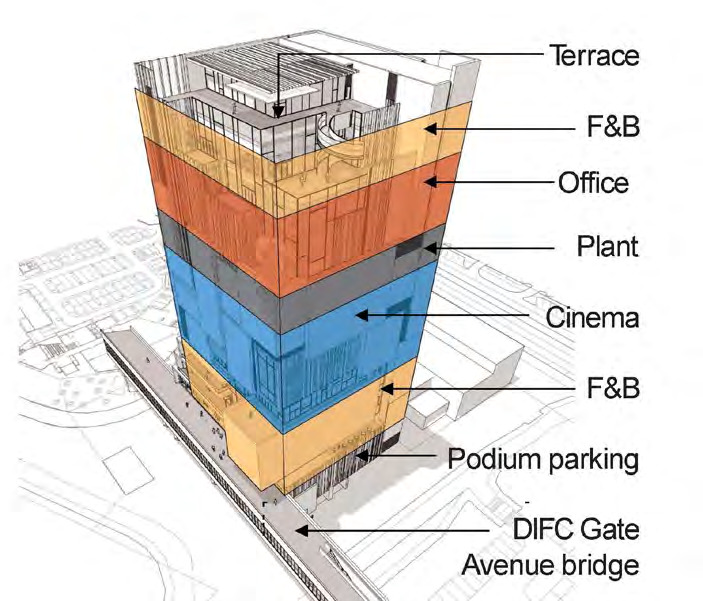 Terrace
F&B
Office
Plant
Cinema
F&B
Podium parking
DIFC Gate
Avenue bridge